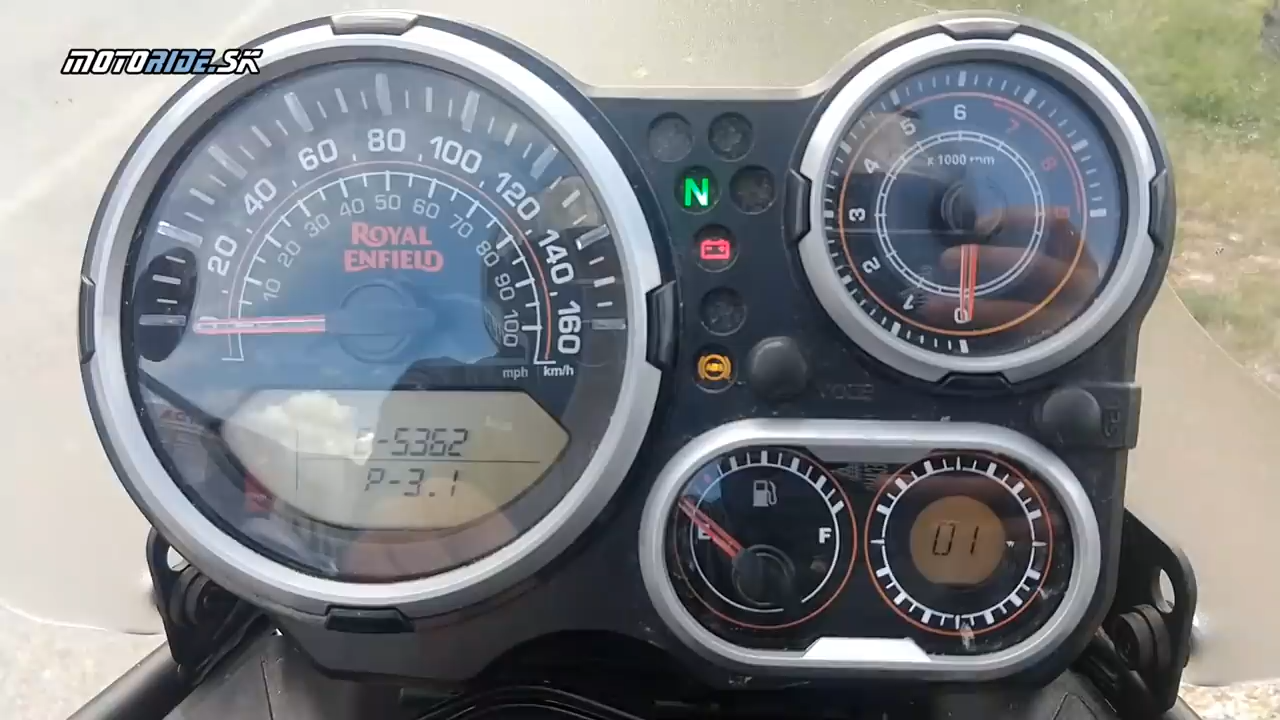 MOTORIDE.SK
20 40 60 80 100 120 140 160
10 20 30 40 50 60 70 80 90 100
ROYAL
ENFIELD
mph km/h
-5362
P-3.1
N
ABS
0 1 2 3 4 5 6 7 8 9
x 1000 rpm
E F
01